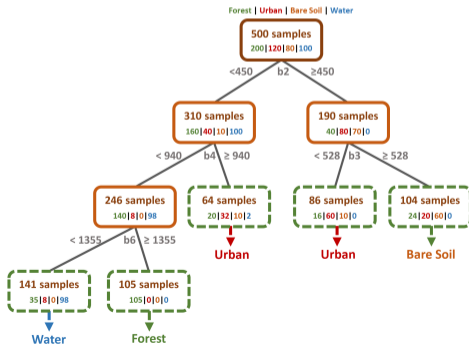 Forest | Urban | Bare Soil | Water
500 samples
200|120|80|100
<450 b2 ≥450
310 samples
160|40|10|100
190 samples
40|80|70|0
< 940 b4 ≥ 940
< 528 b3 ≥ 528
246 samples
140|8|0|98
64 samples
20|32|10|2
86 samples
16|60|10|0
104 samples
24|20|60|0
< 1355 b6 ≥ 1355
Urban
Urban
Bare Soil
141 samples
35|8|0|98
105 samples
105|0|0|0
Water
Forest